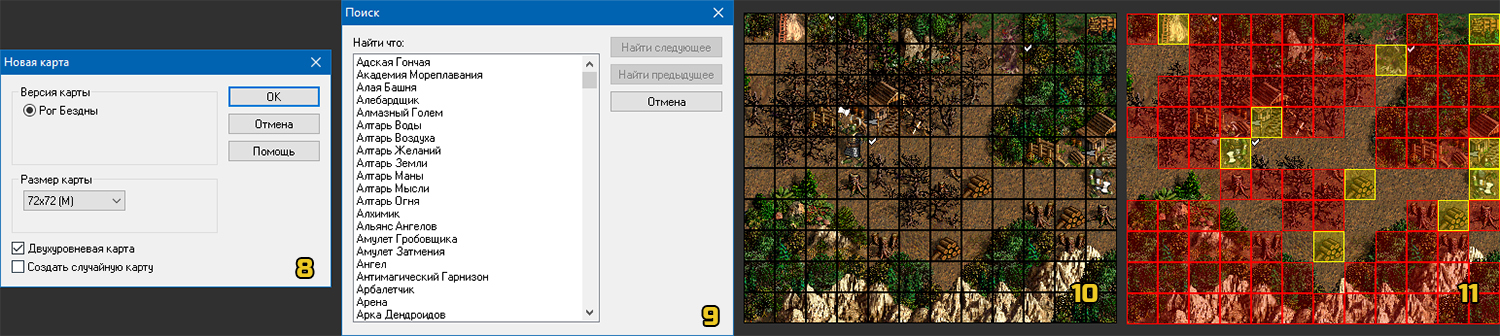 Новая карта
Версия карты
Рог Бездны
OK
Отмена
Помощь
Размер карты
72x72 (M)
Двухуровневая карта
Создать случайную карту
8
Поиск
Найти что:
Адская Гончая
Академия Мореплавания
Алая Башня
Алебардщик
Алмазный Голем
Алтарь Воды
Алтарь Воздуха
Алтарь Желаний
Алтарь Земли
Алтарь Маны
Алтарь Мысли
Алтарь Огня
Алхимик
Альянс Ангелов
Амулет Гробовщика
Амулет Затмения
Ангел
Антимагический Гарнизон
Арбалетчик
Арена
Арка Дендроидов
Найти следующее
Найти предыдущее
Отмена
9
10
11